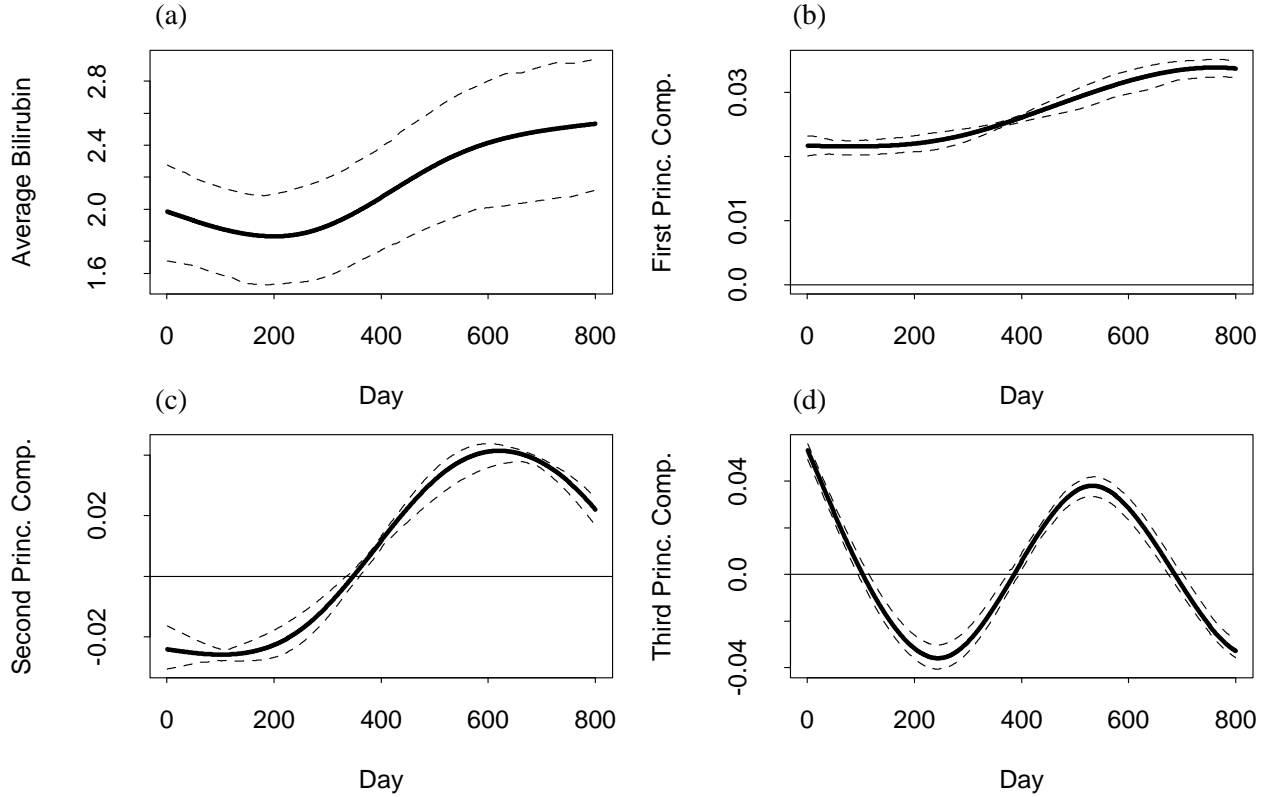 (a)
Average Bilirubin
2.8
2.4
2.0
1.6
0 200 400 600 800
Day
(b)
First Princ. Comp.
0.03
0.01
0.0
0 200 400 600 800
Day
(c)
Second Princ. Comp.
0.02
-0.02
0 200 400 600 800
Day
(d)
Third Princ. Comp.
0.04
0.0
-0.04
0 200 400 600 800
Day